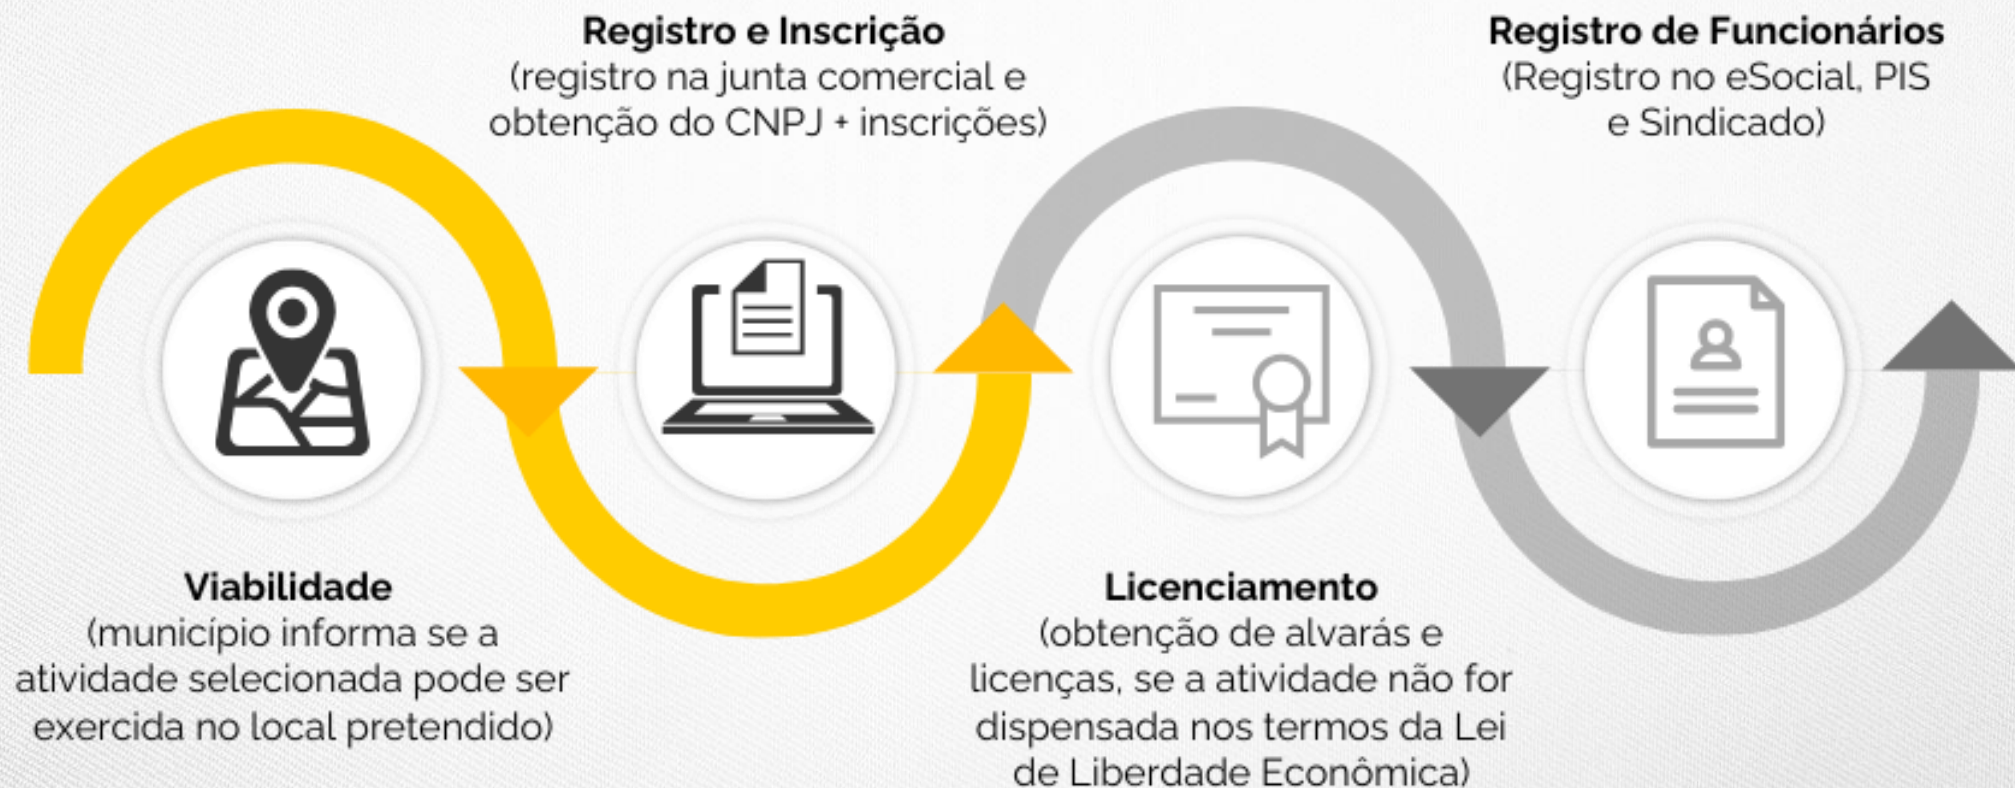 Registro e Inscrição
(registro na junta comercial e
obtenção do CNPJ + inscrições)
Registro de Funcionários
(Registro no eSocial, PIS
e Sindicado)
Viabilidade
(município informa se a
atividade selecionada pode ser
exercida no local pretendido)
Licenciamento
(obtenção de alvarás e
licenças, se a atividade não for
dispensada nos termos da Lei
de Liberdade Econômica)